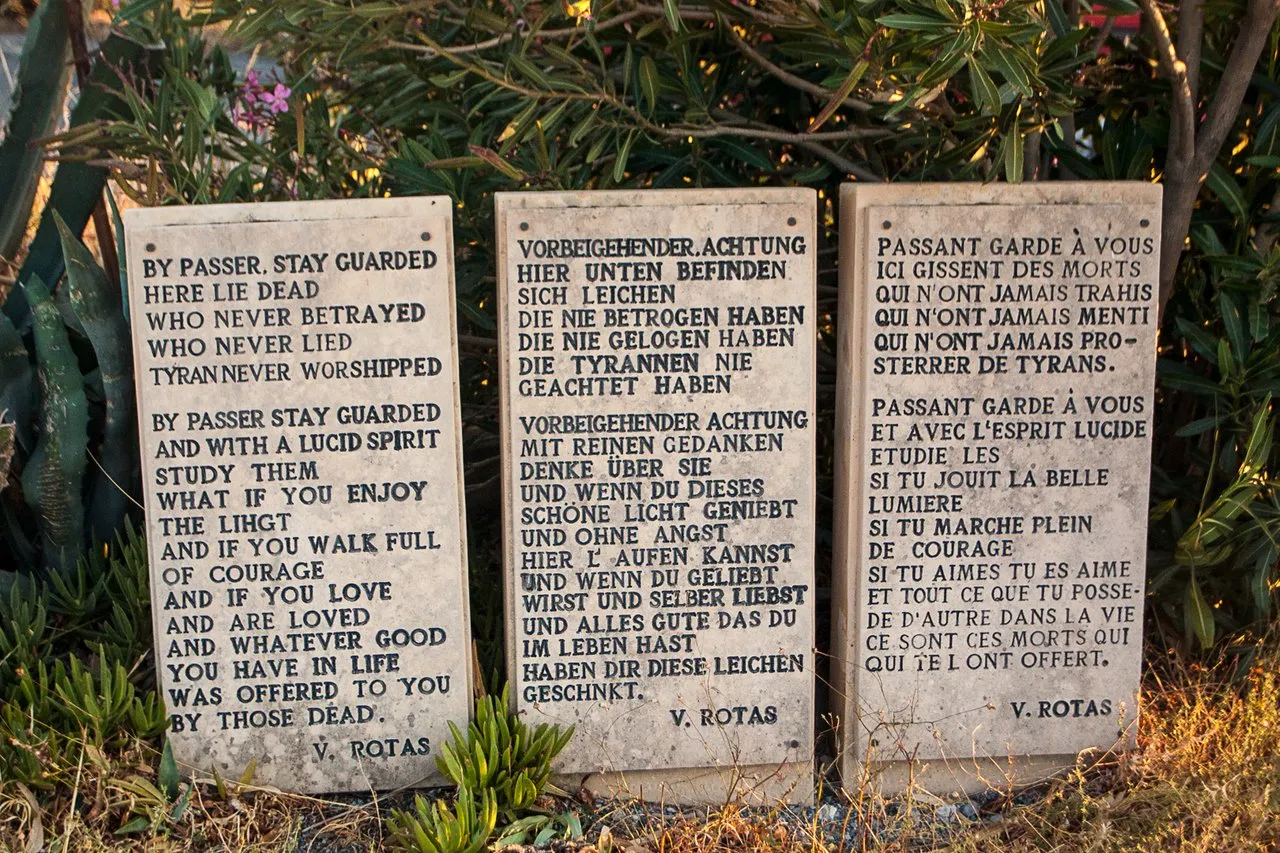 BY PASSER. STAY GUARDED
HERE LIE DEAD
WHO NEVER BETRAYED
WHO NEVER LIED
TYRAN NEVER WORSHIPPED
BY PASSER STAY GUARDED
AND WITH A LUCID SPIRIT
STUDY THEM
WHAT IF YOU ENJOY
THE LIHGT
AND IF YOU WALK FULL
OF COURAGE
AND IF YOU LOVE
AND ARE LOVED
AND WHATEVER GOOD
YOU HAVE IN LIFE
WAS OFFERED TO YOU
BY THOSE DEAD.
V. ROTAS
VORBEIGEHENDER. ACHTUNG
HIER UNTEN BEFINDEN
SICH LEICHEN
DIE NIE BETROGEN HABEN
DIE NIE GELOGEN HABEN
DIE TYRANNEN NIE
GEACHTET HABEN
VORBEIGEHENDER ACHTUNG
MIT REINEN GEDANKEN
DENKE ÜBER SIE
UND WENN DU DIESES
SCHÖNE LICHT GENIEBT
UND OHNE ANGST
HIER L'AUFEN KANNST
UND WENN DU GELIEBT
WIRST UND SELBER LIEBST
UND ALLES GUTE DAS DU
IM LEBEN HAST
HABEN DIR DIESE LEICHEN
GESCHNKT.
V. ROTAS
PASSANT GARDE À VOUS
ICI GISSENT DES MORTS
QUI N'ONT JAMAIS TRAHIS
QUI N'ONT JAMAIS MENTI
QUI N'ONT JAMAIS PRO-
STERRER DE TYRANS.
PASSANT GARDE À VOUS
ET AVEC L'ESPRIT LUCIDE
ETUDIE LES
SI TU JOUIT LA BELLE
LUMIERE
SI TU MARCHE PLEIN
DE COURAGE
SI TU AIMES TU ES AIME
ET TOUT CE QUE TU POSSE-
DE D'AUTRE DANS LA VIE
CE SONT CES MORTS QUI
QUI TE L ONT OFFERT.
V. ROTAS